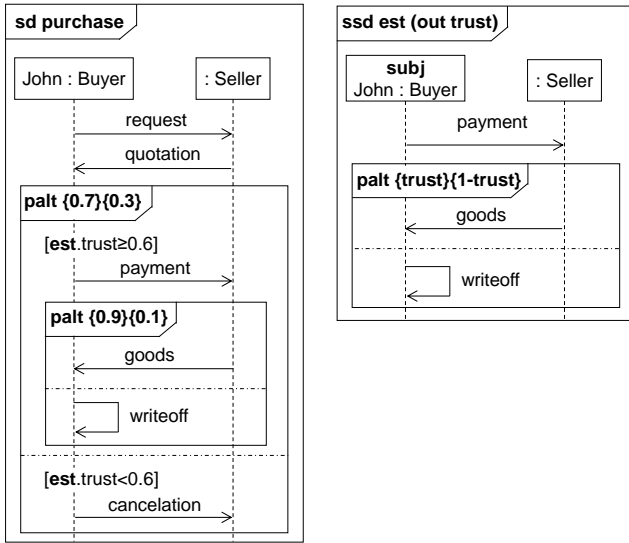 sd purchase
John : Buyer
: Seller
request
quotation
palt {0.7}{0.3}
[est.trust≥0.6]
payment
palt {0.9}{0.1}
goods
writeoff
[est.trust<0.6]
cancelation
ssd est (out trust)
subj
John : Buyer
: Seller
payment
palt {trust}{1-trust}
goods
writeoff